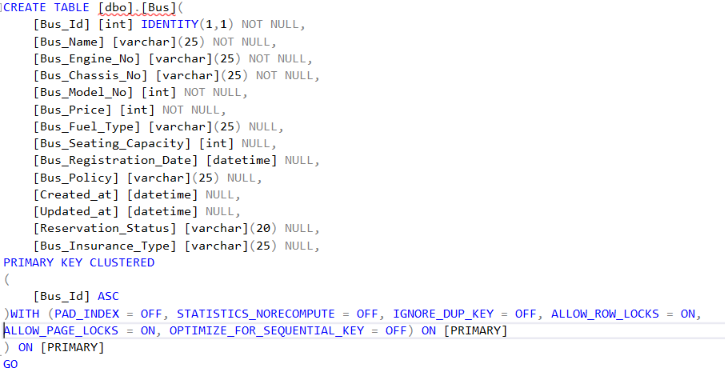 CREATE TABLE [dbo].[Bus](
[Bus_Id] [int] IDENTITY(1,1) NOT NULL,
[Bus_Name] [varchar](25) NOT NULL,
[Bus_Engine_No] [varchar](25) NOT NULL,
[Bus_Chassis_No] [varchar](25) NOT NULL,
[Bus_Model_No] [int] NOT NULL,
[Bus_Price] [int] NOT NULL,
[Bus_Fuel_Type] [varchar](25) NULL,
[Bus_Seating_Capacity] [int] NULL,
[Bus_Registration_Date] [datetime] NULL,
[Bus_Policy] [varchar](25) NULL,
[Created_at] [datetime] NULL,
[Updated_at] [datetime] NULL,
[Reservation_Status] [varchar](20) NULL,
[Bus_Insurance_Type] [varchar](25) NULL,
PRIMARY KEY CLUSTERED
(
[Bus_Id] ASC
)WITH (PAD_INDEX = OFF, STATISTICS_NORECOMPUTE = OFF, IGNORE_DUP_KEY = OFF, ALLOW_ROW_LOCKS = ON,
ALLOW_PAGE_LOCKS = ON, OPTIMIZE_FOR_SEQUENTIAL_KEY = OFF) ON [PRIMARY]
) ON [PRIMARY]
GO